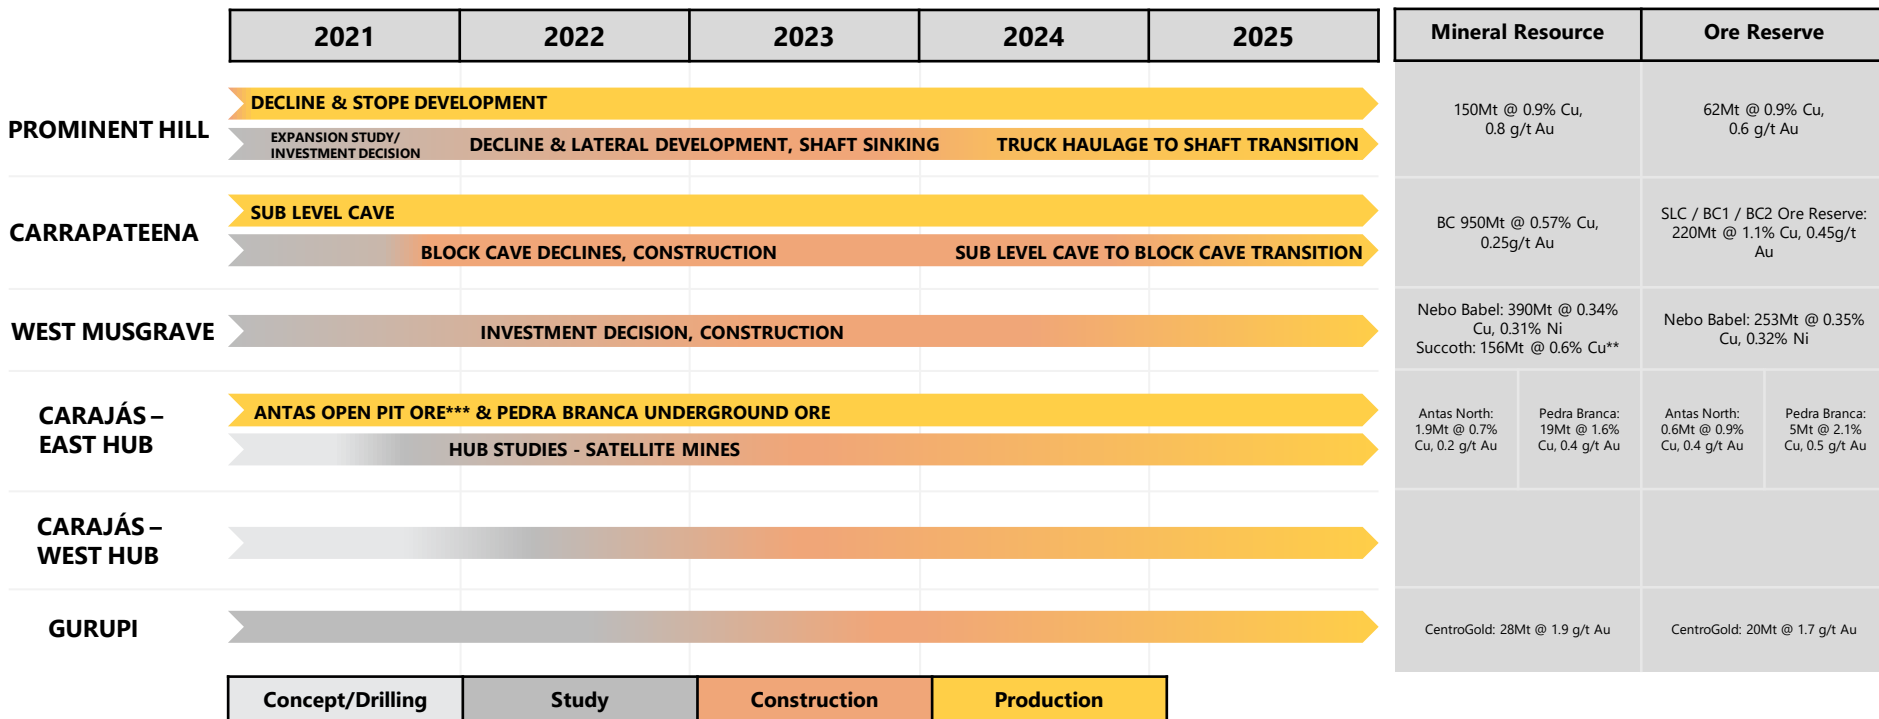 2021 2022 2023 2024 2025 Mineral Resource Ore Reserve
PROMINENT HILL
DECLINE & STOPE DEVELOPMENT
EXPANSION STUDY/
INVESTMENT DECISION
DECLINE & LATERAL DEVELOPMENT, SHAFT SINKING
TRUCK HAULAGE TO SHAFT TRANSITION
150Mt @ 0.9% Cu,
0.8 g/t Au
62Mt @ 0.9% Cu,
0.6 g/t Au
CARRAPATEENA
SUB LEVEL CAVE
BLOCK CAVE DECLINES, CONSTRUCTION
SUB LEVEL CAVE TO BLOCK CAVE TRANSITION
BC 950Mt @ 0.57% Cu,
0.25g/t Au
SLC / BC1 / BC2 Ore Reserve:
220Mt @ 1.1% Cu, 0.45g/t
Au
WEST MUSGRAVE
INVESTMENT DECISION, CONSTRUCTION
Nebo Babel: 390Mt @ 0.34%
Cu, 0.31% Ni
Succoth: 156Mt @ 0.6% Cu**
Nebo Babel: 253Mt @ 0.35%
Cu, 0.32% Ni
CARAJÁS –
EAST HUB
ANTAS OPEN PIT ORE*** & PEDRA BRANCA UNDERGROUND ORE
HUB STUDIES - SATELLITE MINES
Antas North:
1.9Mt @ 0.7%
Cu, 0.2 g/t Au
Pedra Branca:
19Mt @ 1.6%
Cu, 0.4 g/t Au
Antas North:
0.6Mt @ 0.9%
Cu, 0.4 g/t Au
Pedra Branca:
5Mt @ 2.1%
Cu, 0.5 g/t Au
CARAJÁS –
WEST HUB
GURUPI
CentroGold: 28Mt @ 1.9 g/t Au
CentroGold: 20Mt @ 1.7 g/t Au
Concept/Drilling Study Construction Production